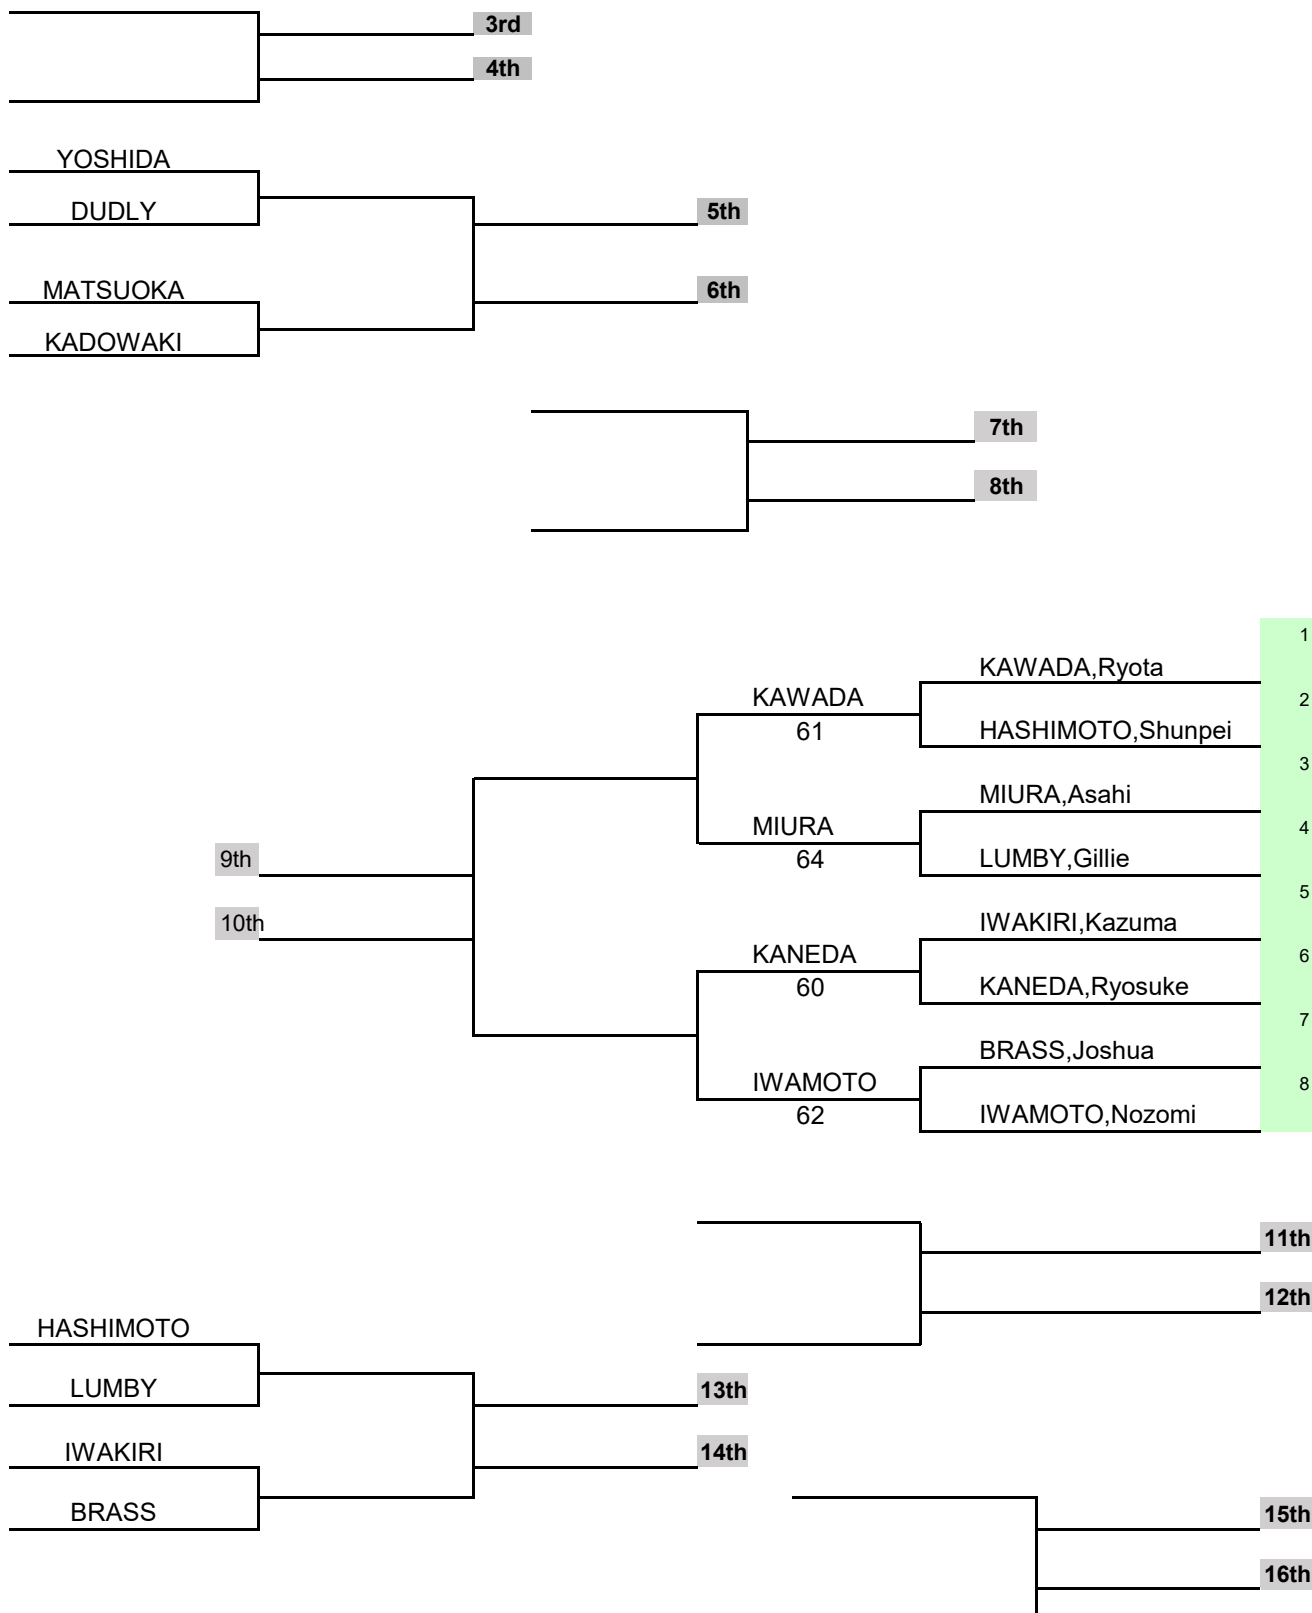 3rd
4th
YOSHIDA
DUDLY
5th
MATSUOKA
6th
KADOWAKI
7th
8th
1
KAWADA,Ryota
KAWADA
2
61
HASHIMOTO,Shunpei
3
MIURA,Asahi
MIURA
4
9th
64
LUMBY,Gillie
5
10th
IWAKIRI,Kazuma
KANEDA
6
60
KANEDA,Ryosuke
7
BRASS,Joshua
IWAMOTO
8
62
IWAMOTO,Nozomi
11th
12th
HASHIMOTO
LUMBY
13th
IWAKIRI
14th
BRASS
15th
16th